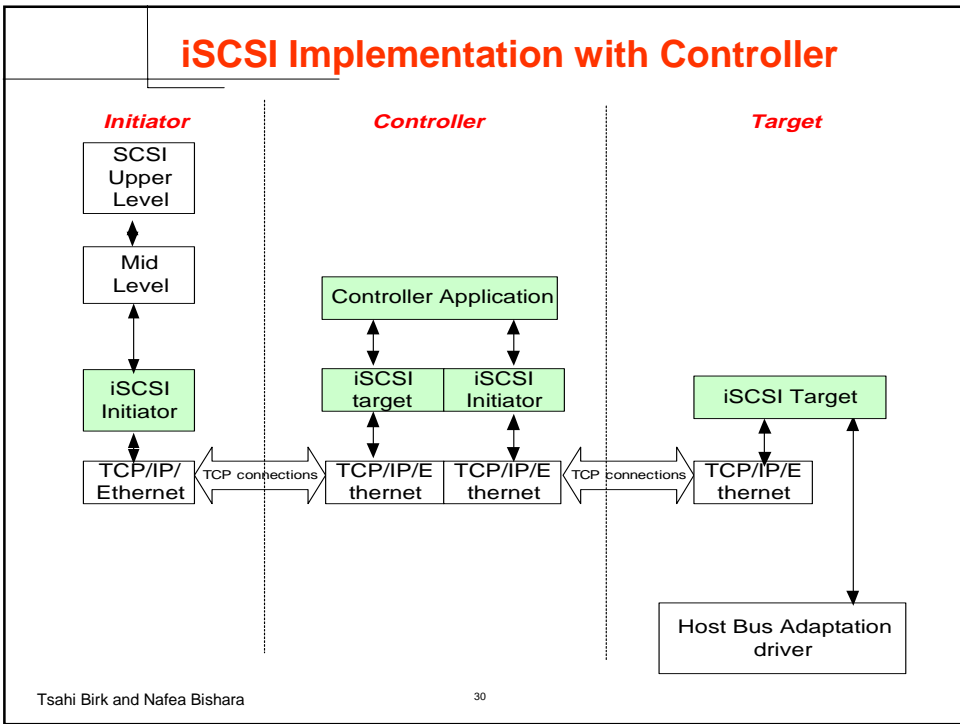 iSCSI Implementation with Controller
Initiator
Controller
Target
SCSI
Upper
Level
Mid
Level
iSCSI
Initiator
TCP/IP/
Ethernet
TCP connections
Controller Application
iSCSI
target
iSCSI
Initiator
TCP/IP/E
thernet
TCP/IP/E
thernet
TCP connections
iSCSI Target
TCP/IP/E
thernet
Host Bus Adaptation
driver
Tsahi Birk and Nafea Bishara
30